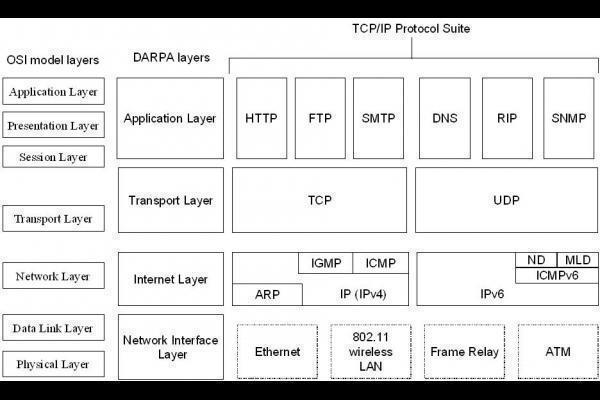 TCP/IP Protocol Suite
OSI model layers
DARPA layers
Application Layer
Presentation Layer
Session Layer
Application Layer
HTTP
FTP
SMTP
DNS
RIP
SNMP
Transport Layer
Transport Layer
TCP
UDP
Network Layer
Internet Layer
IGMP
ICMP
ARP
IP (IPv4)
ND
MLD
ICMPv6
IPv6
Data Link Layer
Physical Layer
Network Interface
Layer
Ethernet
802.11
wireless
LAN
Frame Relay
ATM